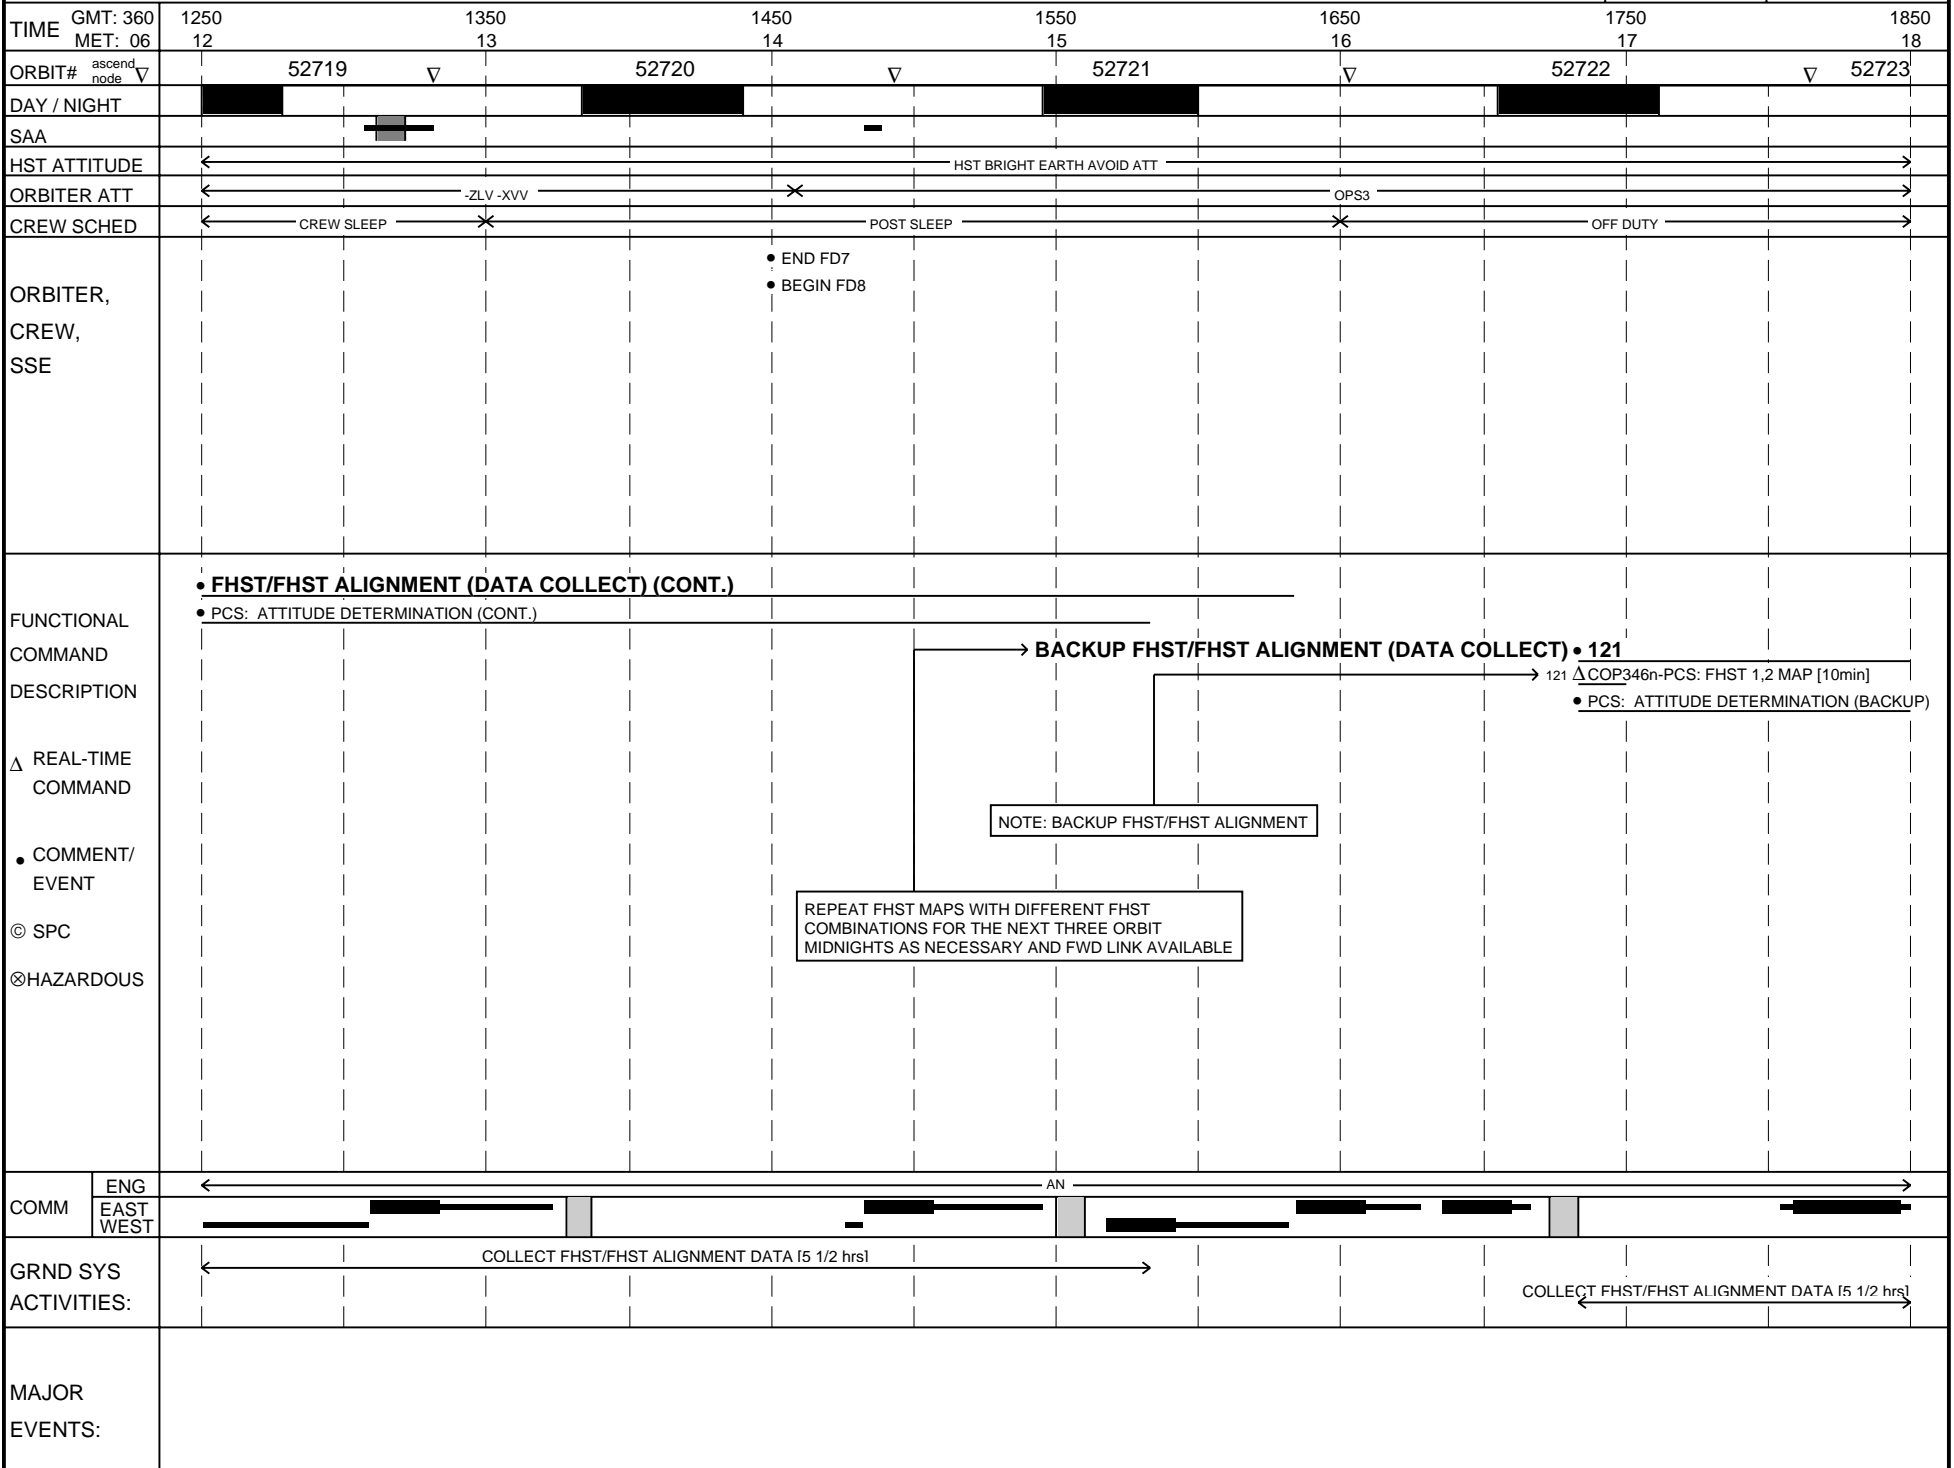 TIME GMT: 360 1250 1350 1450 1550 1650 1750 1850
MET: 06 12 13 14 15 16 17 18
ORBIT# ascend node ∇ 52719 ∇ 52720 ∇ 52721 ∇ 52722 ∇ 52723
DAY / NIGHT
SAA
HST ATTITUDE HST BRIGHT EARTH AVOID ATT
ORBITER ATT -ZLV -XVV OPS3
CREW SCHED CREW SLEEP POST SLEEP OFF DUTY
• END FD7
• BEGIN FD8
ORBITER,
CREW,
SSE
• FHST/FHST ALIGNMENT (DATA COLLECT) (CONT.)
• PCS: ATTITUDE DETERMINATION (CONT.)
FUNCTIONAL
COMMAND
DESCRIPTION
BACKUP FHST/FHST ALIGNMENT (DATA COLLECT) • 121
121 ∆ COP346n-PCS: FHST 1,2 MAP [10min]
• PCS: ATTITUDE DETERMINATION (BACKUP)
∆ REAL-TIME
COMMAND
NOTE: BACKUP FHST/FHST ALIGNMENT
• COMMENT/
EVENT
REPEAT FHST MAPS WITH DIFFERENT FHST
COMBINATIONS FOR THE NEXT THREE ORBIT
MIDNIGHTS AS NECESSARY AND FWD LINK AVAILABLE
© SPC
⊗HAZARDOUS
COMM ENG AN
EAST
WEST
GRND SYS
ACTIVITIES:
COLLECT FHST/FHST ALIGNMENT DATA [5 1/2 hrs]
COLLECT FHST/FHST ALIGNMENT DATA [5 1/2 hrs]
MAJOR
EVENTS: